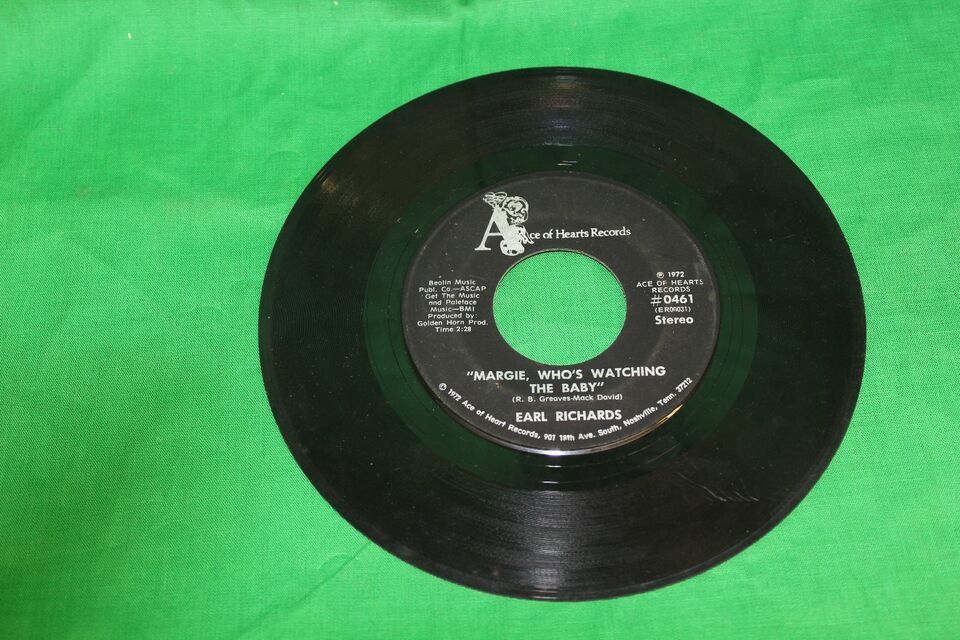 Ace of Hearts Records
Beolin Music
Publ. Co.—ASCAP
Get The Music
and Paleface
Music—BMI
Produced by:
Golden Horn Prod.
Time 2:28
℗ 1972
ACE OF HEARTS
RECORDS
#0461
(ER00031)
Stereo
"MARGIE, WHO'S WATCHING
THE BABY"
(R. B. Greaves-Mack David)
EARL RICHARDS
© 1972 Ace of Heart Records, 901 18th Ave. South, Nashville, Tenn. 37212